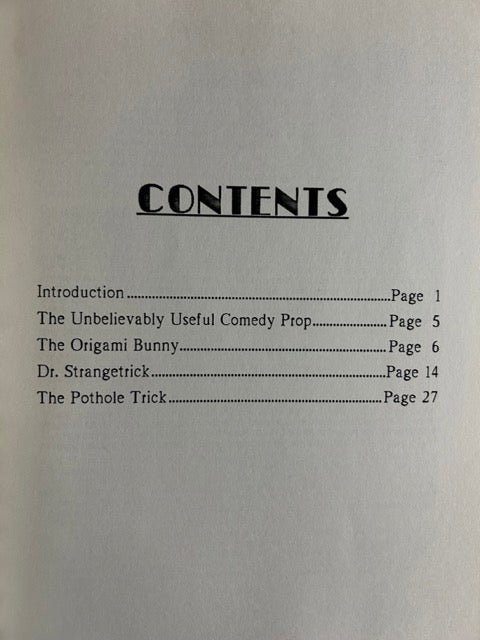 CONTENTS
Introduction..........................................................................Page 1
The Unbelievably Useful Comedy Prop....................Page 5
The Origami Bunny........................................................Page 6
Dr. Strangetrick................................................................Page 14
The Pothole Trick...........................................................Page 27